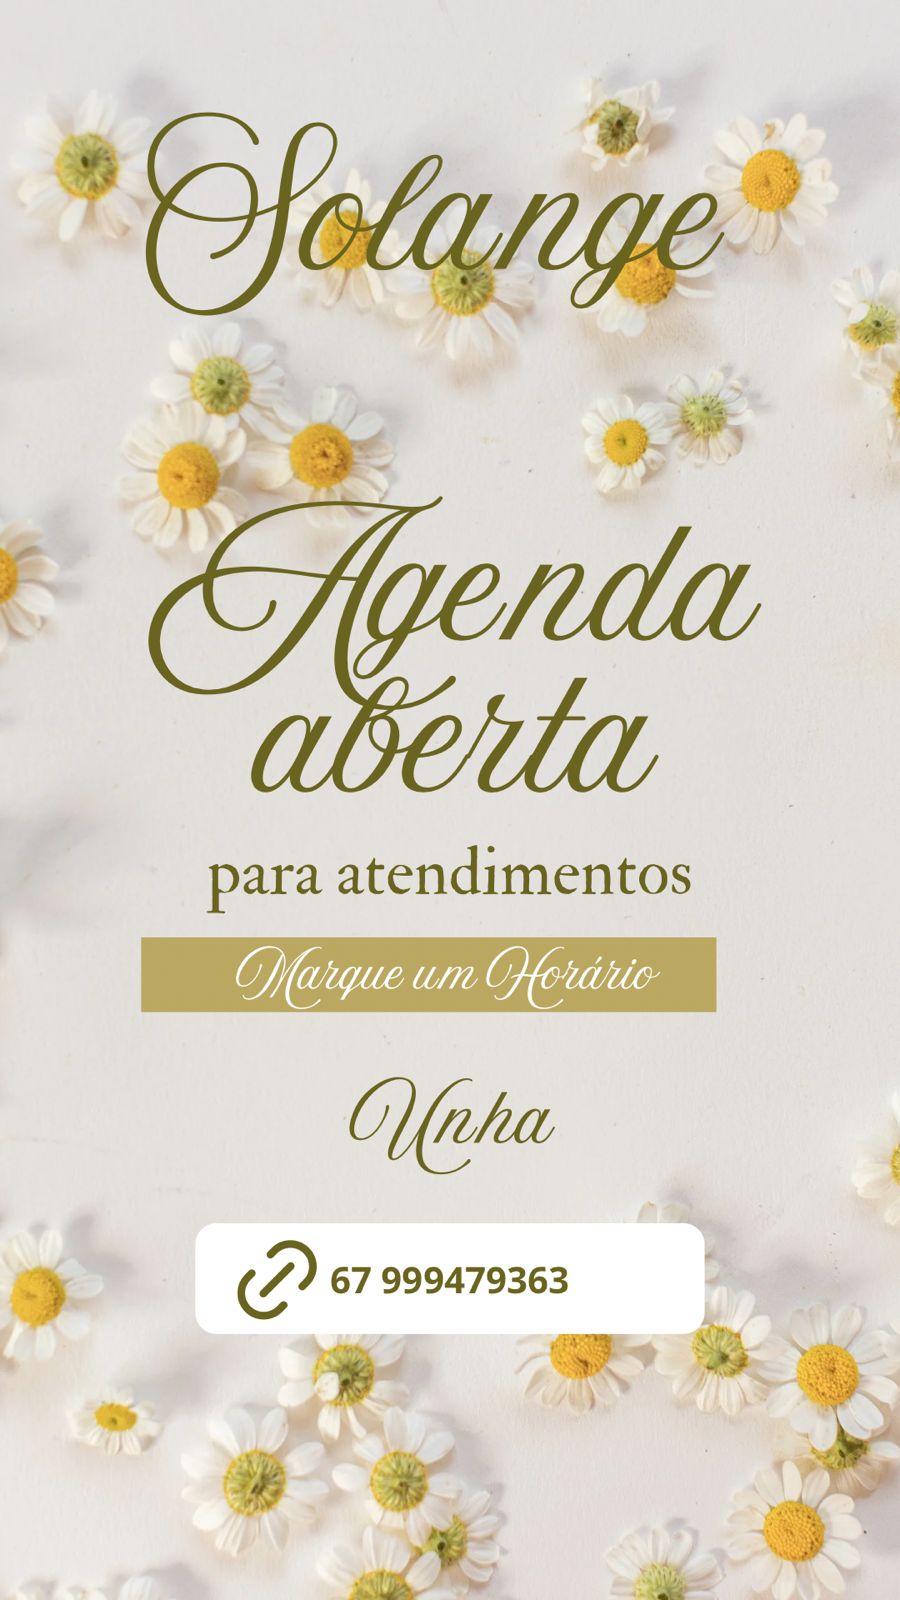 Solange
Agenda
aberta
para atendimentos
Marque um Horário
Unha
67 999479363